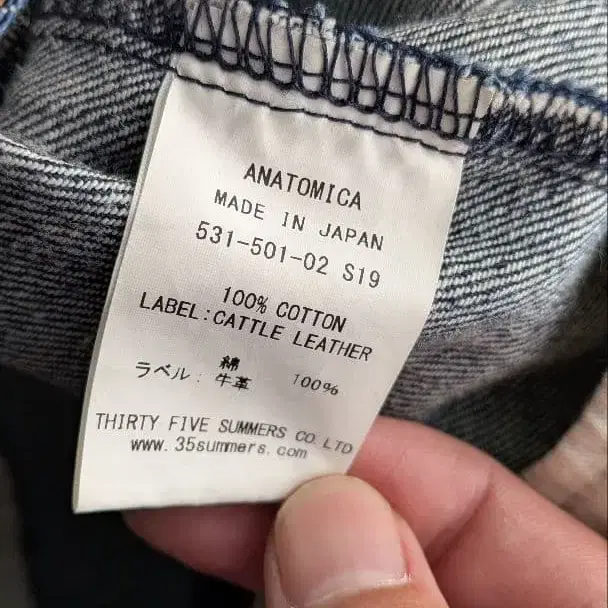 ANATOMICA
MADE IN JAPAN
531-501-02 S19
100% COTTON
LABEL:CATTLE LEATHER
綿 100%
ラベル: 牛革
THIRTY FIVE SUMMERS CO.LTD
www.35summers.com